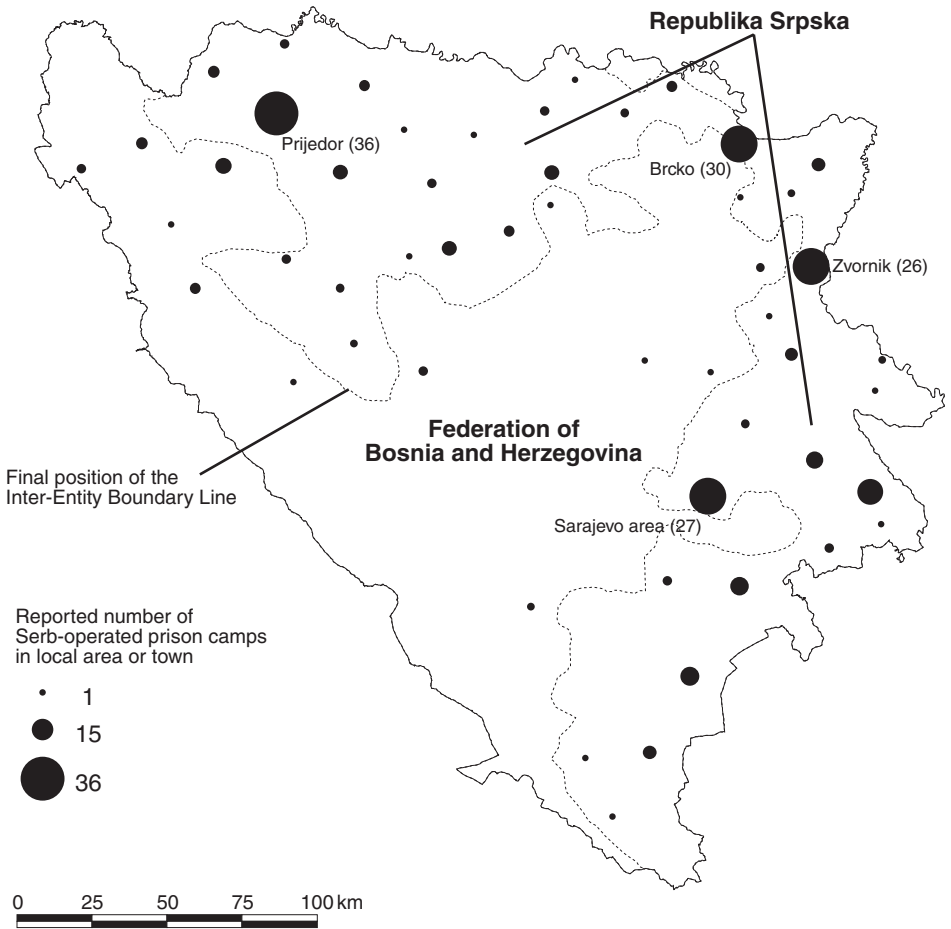 Republika Srpska
Prijedor (36)
Brcko (30)
Zvornik (26)
Federation of
Bosnia and Herzegovina
Final position of the
Inter-Entity Boundary Line
Sarajevo area (27)
Reported number of
Serb-operated prison camps
in local area or town
1
15
36
0 25 50 75 100 km